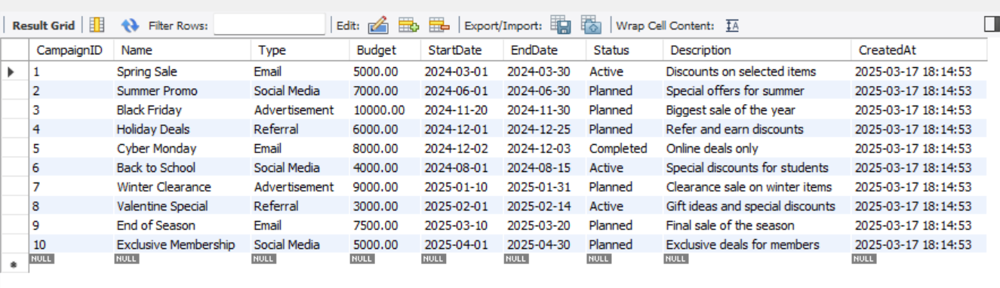 Result Grid Filter Rows: Edit: Export/Import: Wrap Cell Content:
CampaignID Name Type Budget StartDate EndDate Status Description CreatedAt
1 Spring Sale Email 5000.00 2024-03-01 2024-03-30 Active Discounts on selected items 2025-03-17 18:14:53
2 Summer Promo Social Media 7000.00 2024-06-01 2024-06-30 Planned Special offers for summer 2025-03-17 18:14:53
3 Black Friday Advertisement 10000.00 2024-11-20 2024-11-30 Planned Biggest sale of the year 2025-03-17 18:14:53
4 Holiday Deals Referral 6000.00 2024-12-01 2024-12-25 Planned Refer and earn discounts 2025-03-17 18:14:53
5 Cyber Monday Email 8000.00 2024-12-02 2024-12-03 Completed Online deals only 2025-03-17 18:14:53
6 Back to School Social Media 4000.00 2024-08-01 2024-08-15 Active Special discounts for students 2025-03-17 18:14:53
7 Winter Clearance Advertisement 9000.00 2025-01-10 2025-01-31 Planned Clearance sale on winter items 2025-03-17 18:14:53
8 Valentine Special Referral 3000.00 2025-02-01 2025-02-14 Active Gift ideas and special discounts 2025-03-17 18:14:53
9 End of Season Email 7500.00 2025-03-10 2025-03-20 Planned Final sale of the season 2025-03-17 18:14:53
10 Exclusive Membership Social Media 5000.00 2025-04-01 2025-04-30 Planned Exclusive deals for members 2025-03-17 18:14:53
NULL NULL NULL NULL NULL NULL NULL NULL NULL